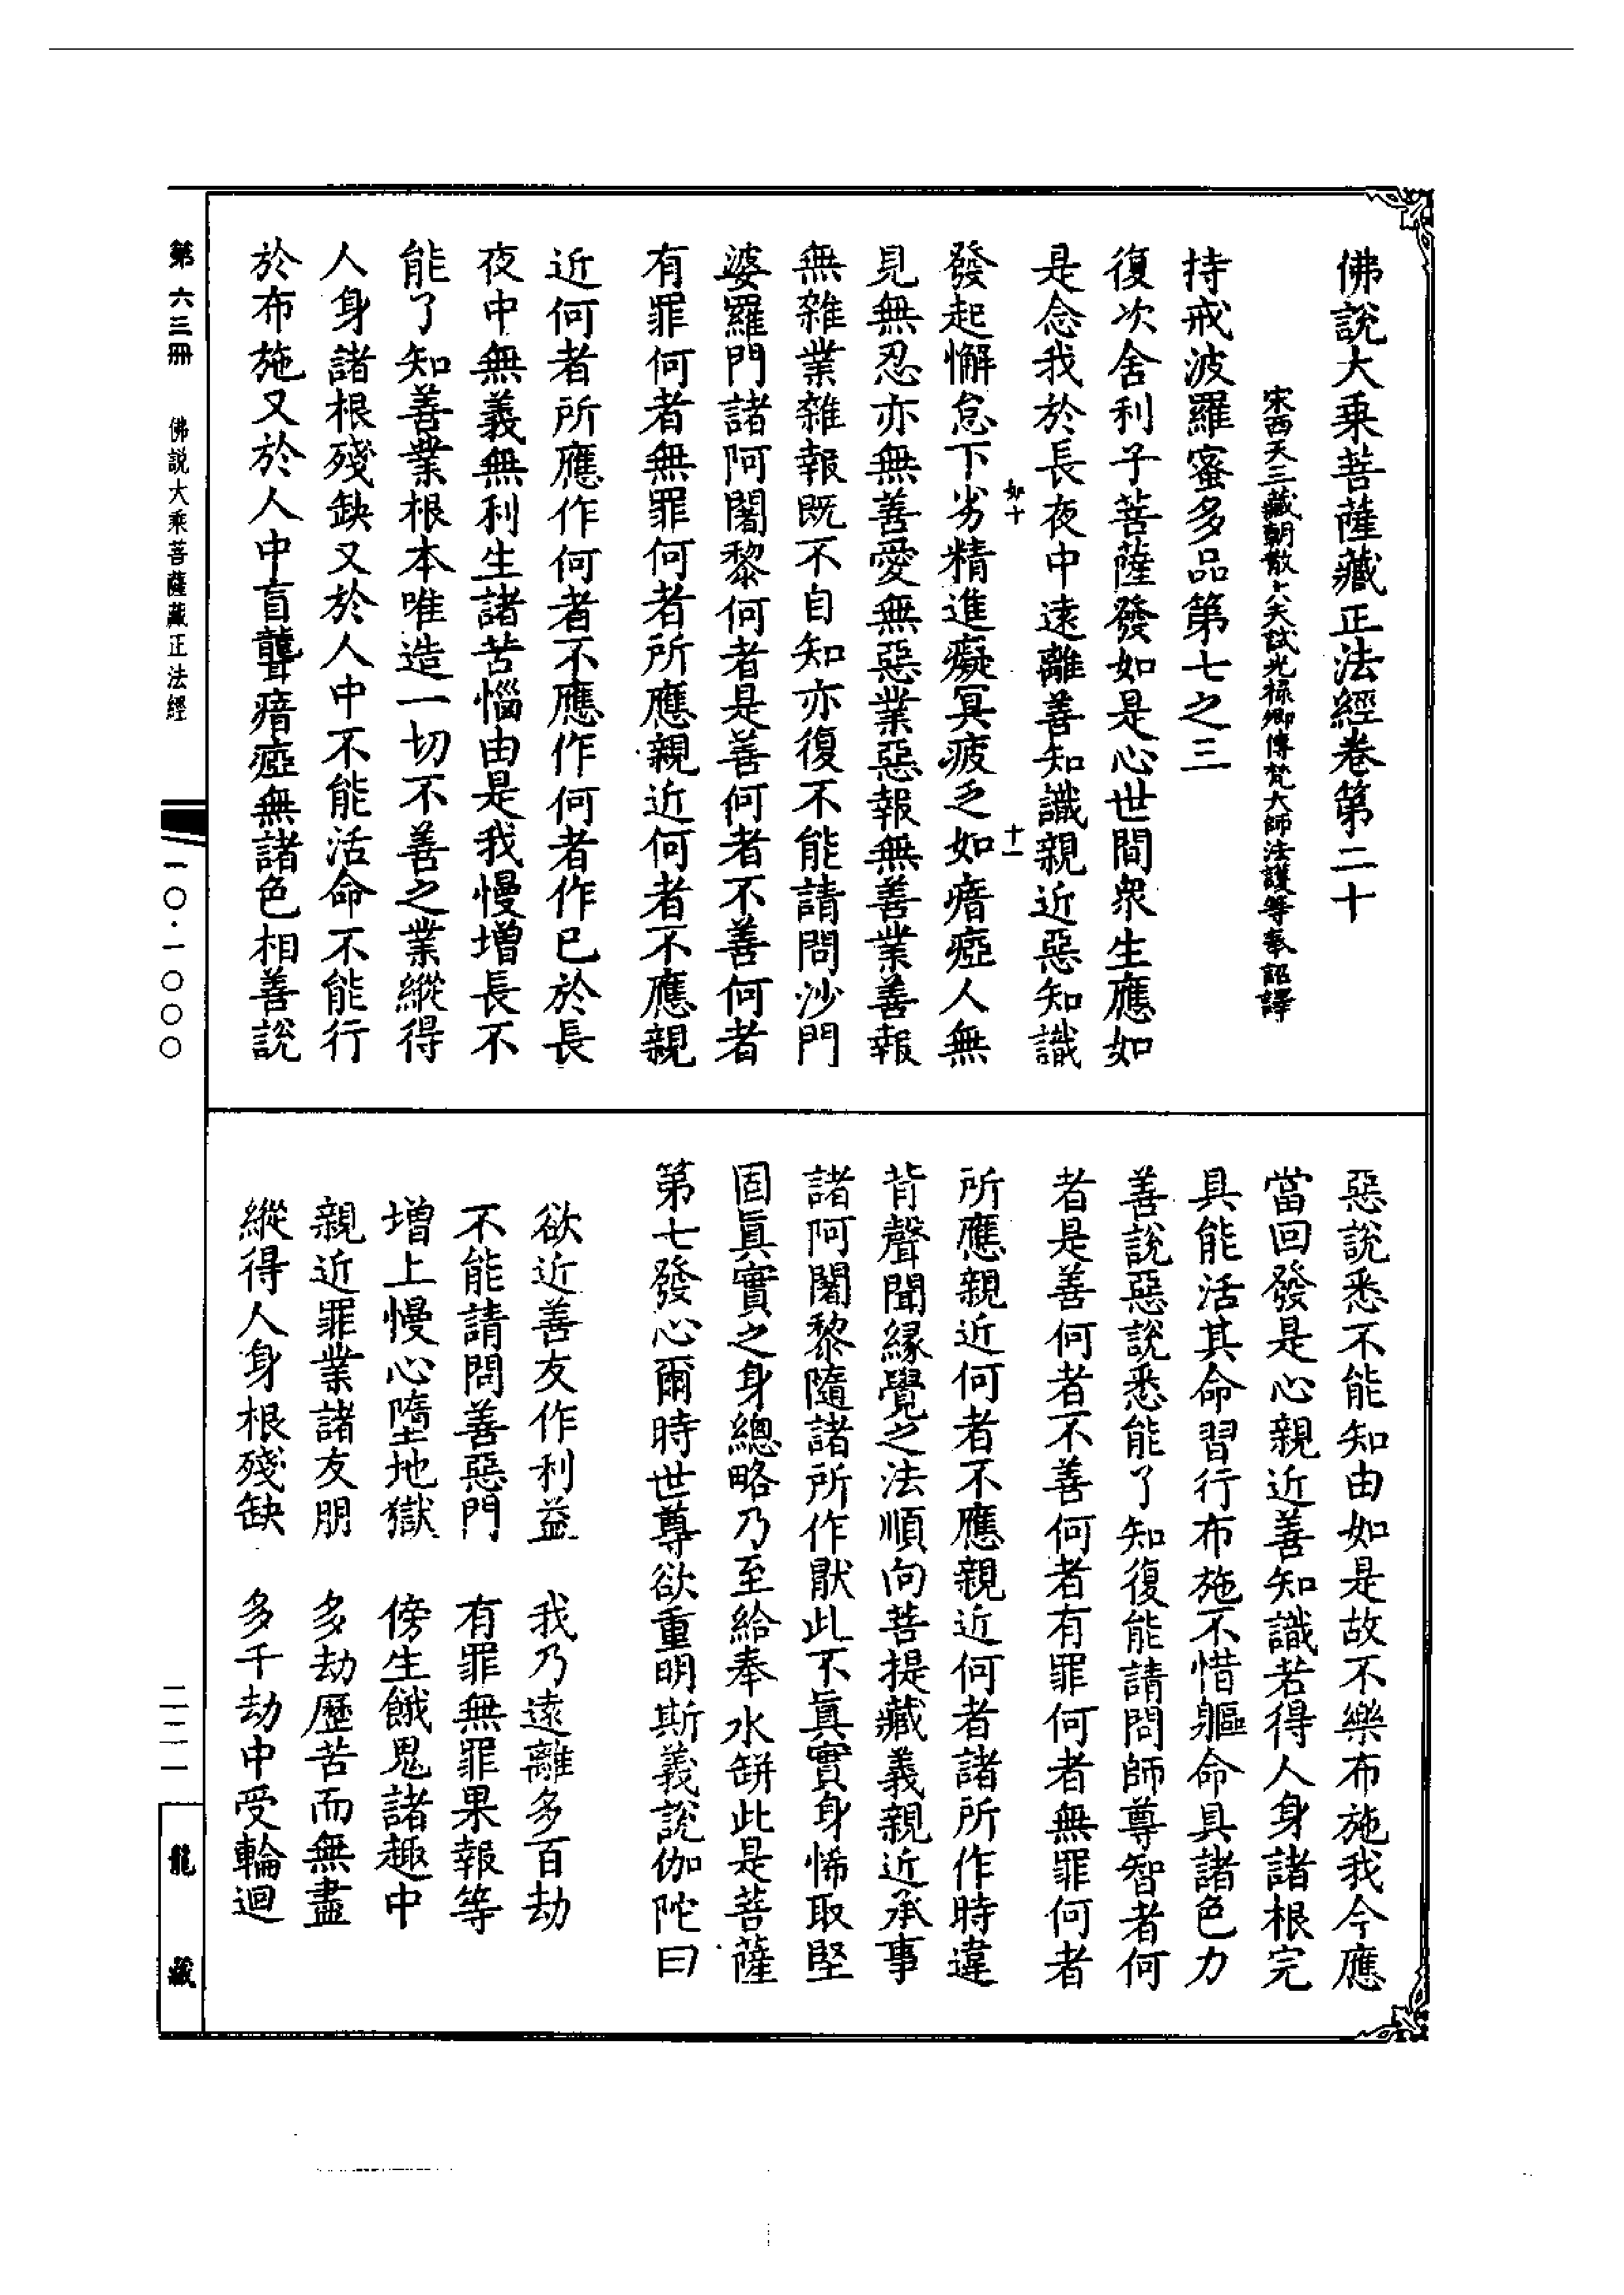 佛說大乘菩薩藏正法經卷第二十
宋西天三藏朝散大夫試光祿卿傳梵大師法護等奉詔譯
持戒波羅蜜多品第七之三
復次舍利子菩薩發如是心世間衆生應如
是念我於長夜中遠離善知識親近惡知識
如十
十一
發起懈怠下劣精進癡冥疲乏如瘖瘂人無
見無忍亦無善愛無惡業惡報無善業善報
無雜業雜報既不自知亦復不能請問沙門
婆羅門諸阿闍黎何者是善何者不善何者
有罪何者無罪何者所應親近何者不應親
近何者所應作何者不應作何者作已於長
夜中無義無利生諸苦惱由是我慢增長不
能了知善業根本唯造一切不善之業縱得
人身諸根殘缺又於人中不能活命不能行
於布施又於人中盲聾瘖瘂無諸色相善說
惡說悉不能知由如是故不樂布施我今應
當回發是心親近善知識若得人身諸根完
具能活其命習行布施不惜軀命具諸色力
善說惡說悉能了知復能請問師尊智者何
者是善何者不善何者有罪何者無罪何者
所應親近何者不應親近何者諸所作時違
背聲聞緣覺之法順向菩提藏義親近承事
諸阿闍黎隨諸所作猒此不眞實身悕取堅
固眞實之身總略乃至給奉水缾此是菩薩
第七發心爾時世尊欲重明斯義說伽陀曰
欲近善友作利益　我乃遠離多百劫
不能請問善惡門　有罪無罪果報等
增上慢心墮地獄　傍生餓鬼諸趣中
親近罪業諸友朋　多劫歷苦而無盡
縱得人身根殘缺　多千劫中受輪迴
第六三冊　佛説大乘菩薩藏正法經
一〇·一〇〇〇
二二一
龍藏